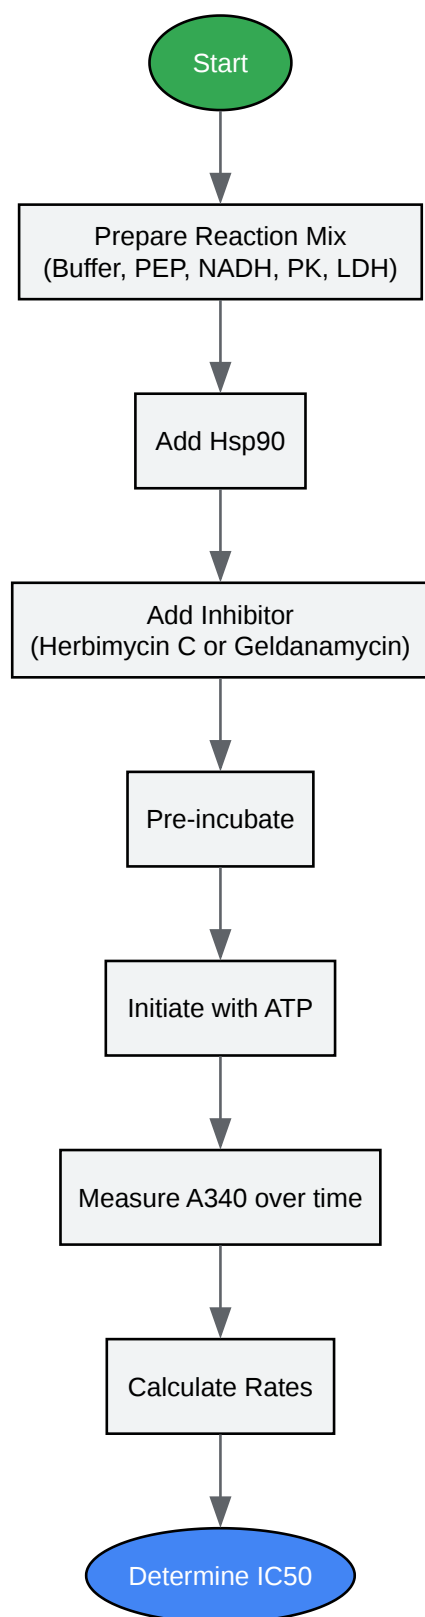 Start
Prepare Reaction Mix
(Buffer, PEP, NADH, PK, LDH)
Add Hsp90
Add Inhibitor
(Herbimycin C or Geldanamycin)
Pre-incubate
Initiate with ATP
Measure A340 over time
Calculate Rates
Determine IC50